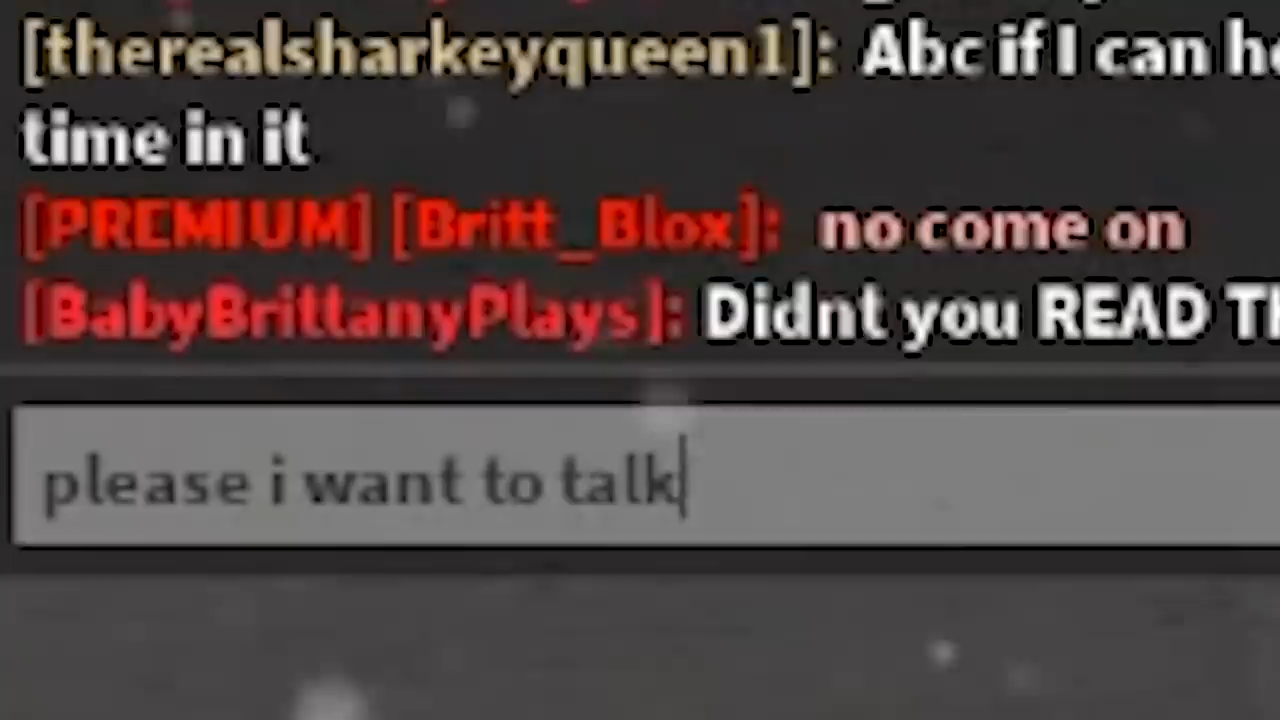 [therealsharkeyqueen1]: Abc if I can
time in it
[PREMIUM] [Britt_Blox]: no come on
[BabyBrittanyPlays]: Didnt you READ
please i want to talk